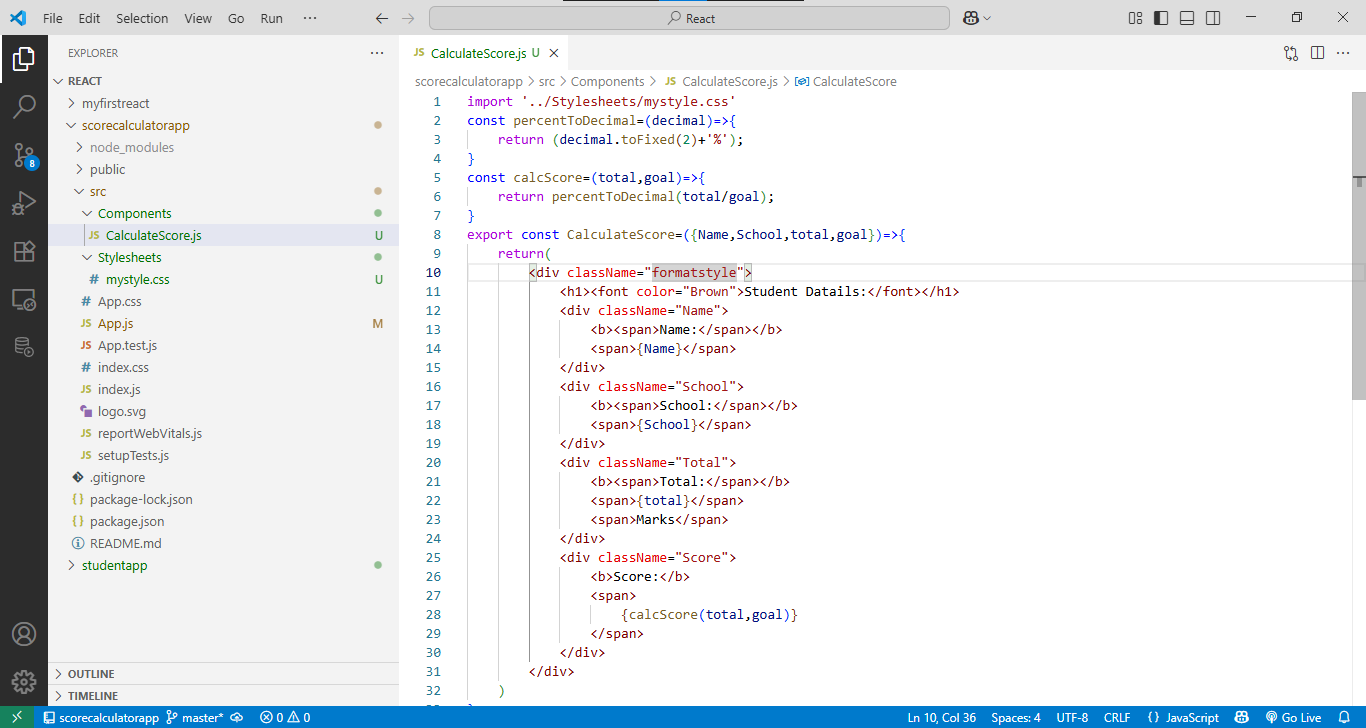 File Edit Selection View Go Run ···
React
EXPLORER ···
REACT
myfirstreact
scorecalculatorapp
node_modules
public
src
Components
JS CalculateScore.js U
Stylesheets
# mystyle.css U
# App.css
JS App.js M
JS App.test.js
# index.css
JS index.js
logo.svg
JS reportWebVitals.js
JS setupTests.js
.gitignore
{} package-lock.json
{} package.json
README.md
studentapp
OUTLINE
TIMELINE
8
JS CalculateScore.js U
scorecalculatorapp > src > Components > JS CalculateScore.js > CalculateScore
1 import '../Stylesheets/mystyle.css'
2 const percentToDecimal=(decimal)=>{
3 return (decimal.toFixed(2)+'%');
4 }
5 const calcScore=(total,goal)=>{
6 return percentToDecimal(total/goal);
7 }
8 export const CalculateScore=({Name,School,total,goal})=>{
9 return(
10 <div className="formatstyle">
11 <h1><font color="Brown">Student Datails:</font></h1>
12 <div className="Name">
13 <b><span>Name:</span></b>
14 <span>{Name}</span>
15 </div>
16 <div className="School">
17 <b><span>School:</span></b>
18 <span>{School}</span>
19 </div>
20 <div className="Total">
21 <b><span>Total:</span></b>
22 <span>{total}</span>
23 <span>Marks</span>
24 </div>
25 <div className="Score">
26 <b>Score:</b>
27 <span>
28 {calcScore(total,goal)}
29 </span>
30 </div>
31 </div>
32 )
scorecalculatorapp master* 0 0 Ln 10, Col 36 Spaces: 4 UTF-8 CRLF {} JavaScript Go Live